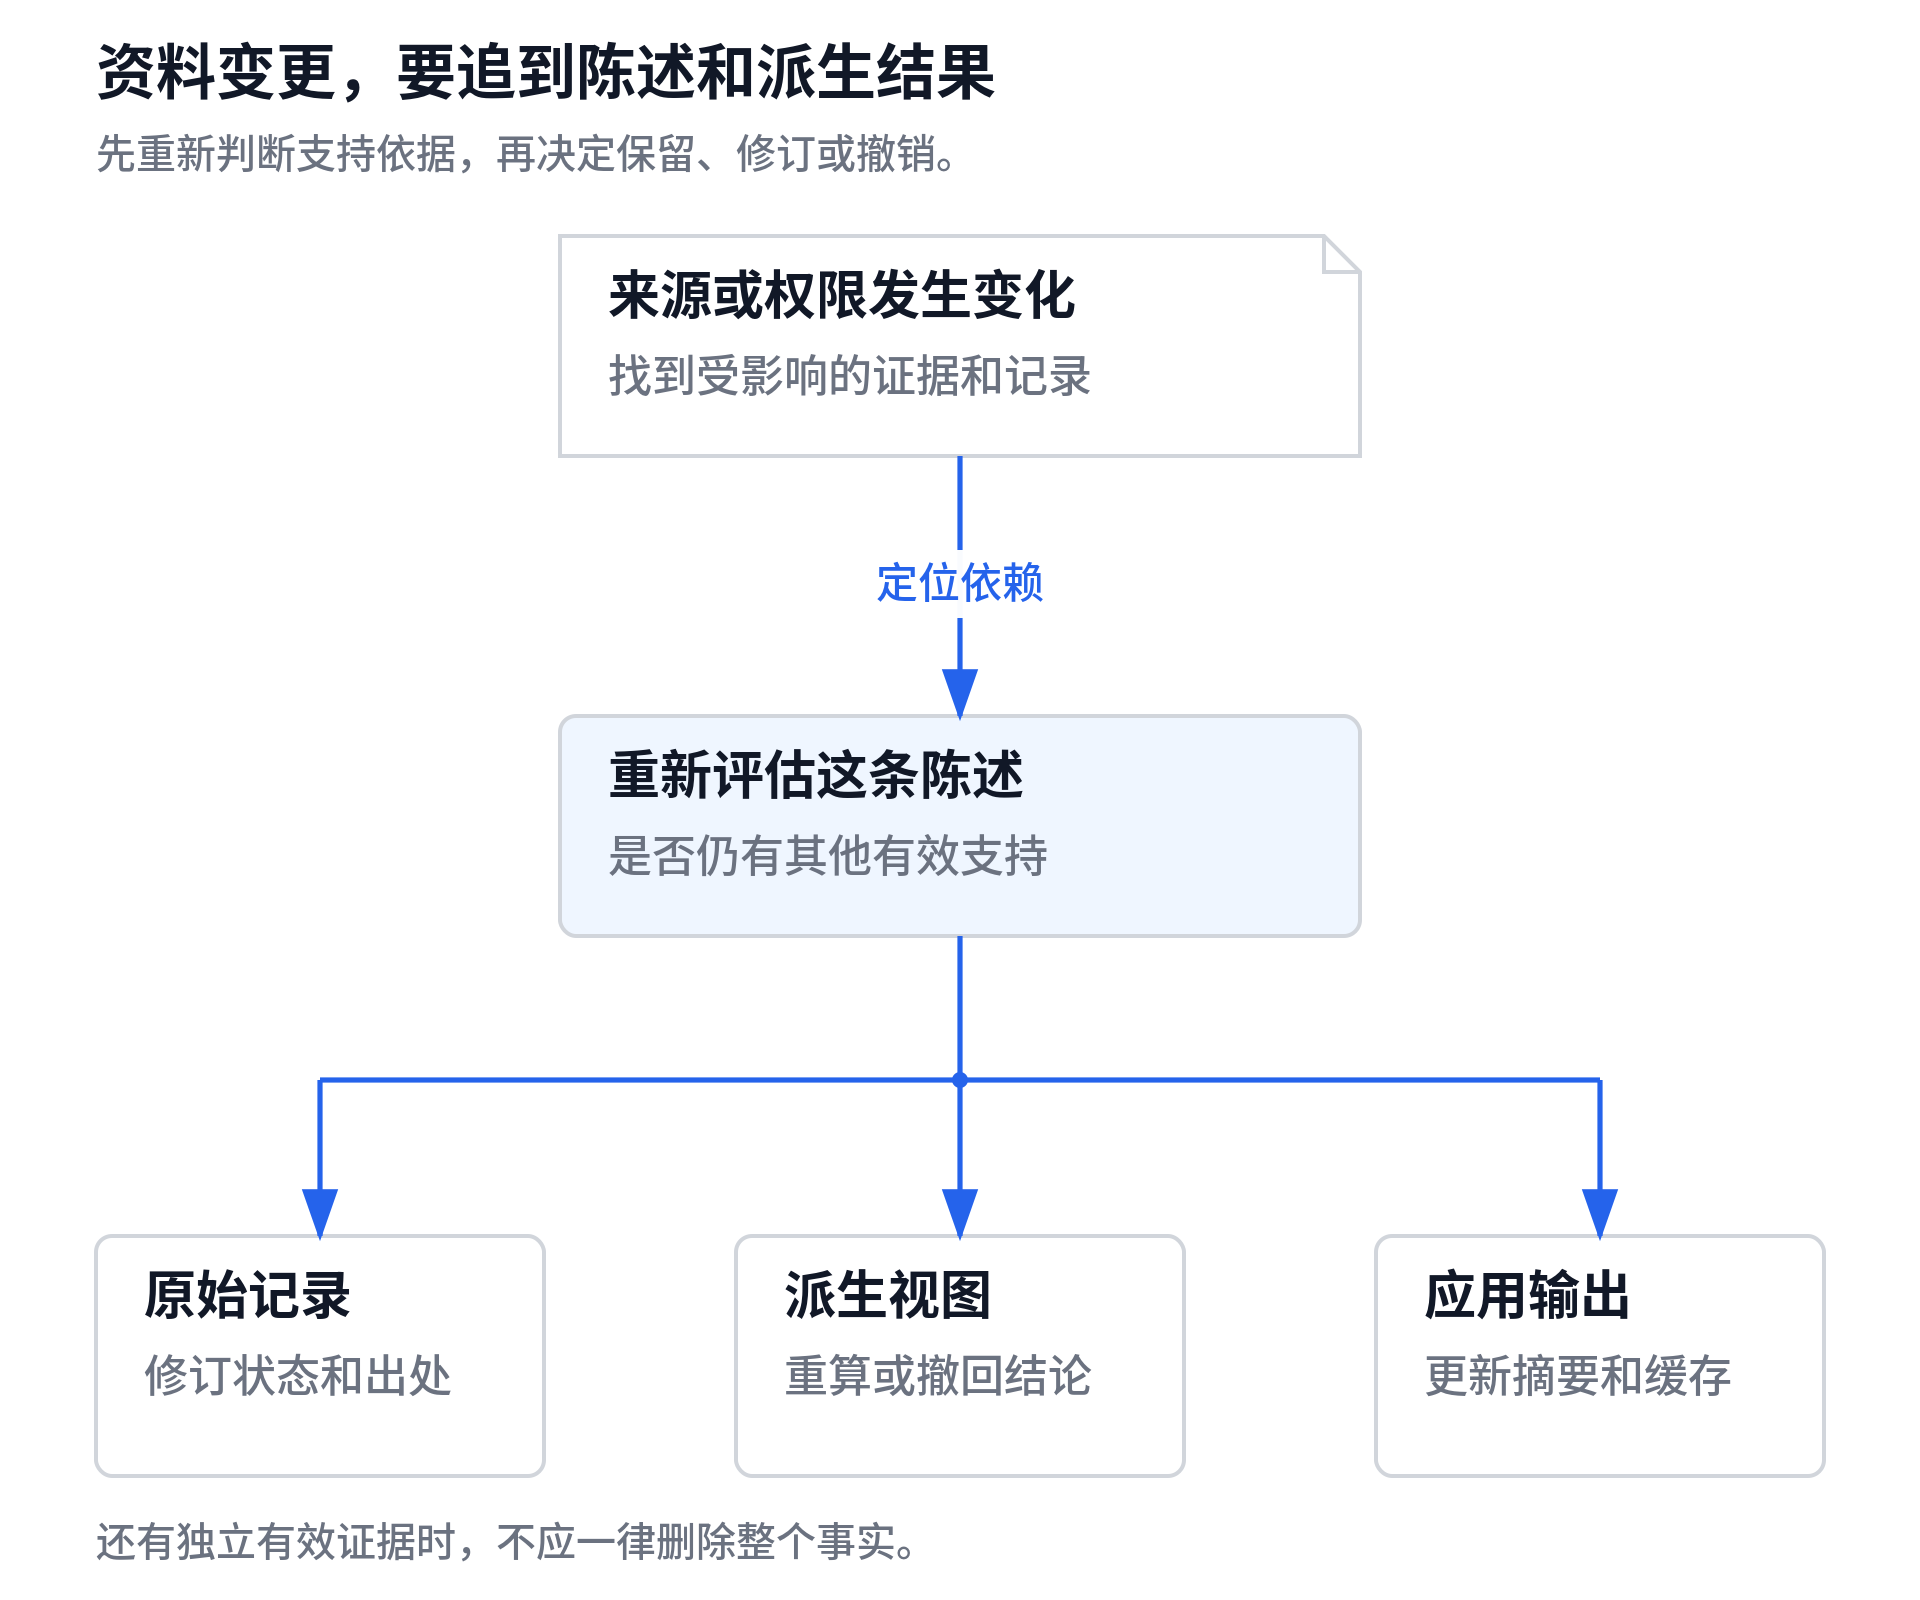 资料变更，要追到陈述和派生结果
先重新判断支持依据，再决定保留、修订或撤销。
来源或权限发生变化
找到受影响的证据和记录
定位依赖
重新评估这条陈述
是否仍有其他有效支持
原始记录
修订状态和出处
派生视图
重算或撤回结论
应用输出
更新摘要和缓存
还有独立有效证据时，不应一律删除整个事实。